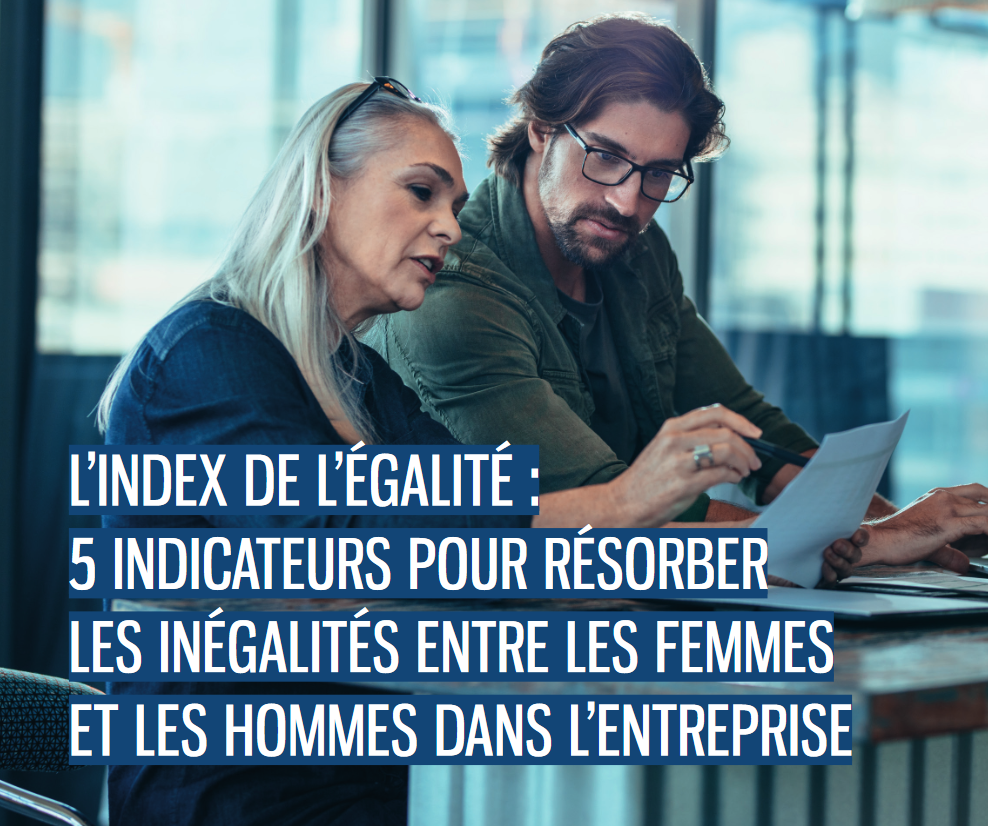 L’INDEX DE L’ÉGALITÉ :
5 INDICATEURS POUR RÉSORBER
LES INÉGALITÉS ENTRE LES FEMMES
ET LES HOMMES DANS L’ENTREPRISE